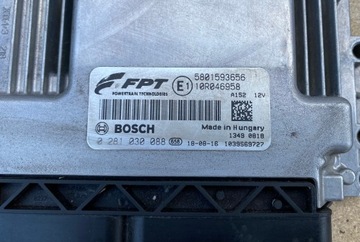 FPT
POWERTRAIN TECHNOLOGIES
E1
5801593656
10R046958
A152 12V
BOSCH
Made in Hungary
1349 0818
0 281 030 088
18-08-16 1039S69727